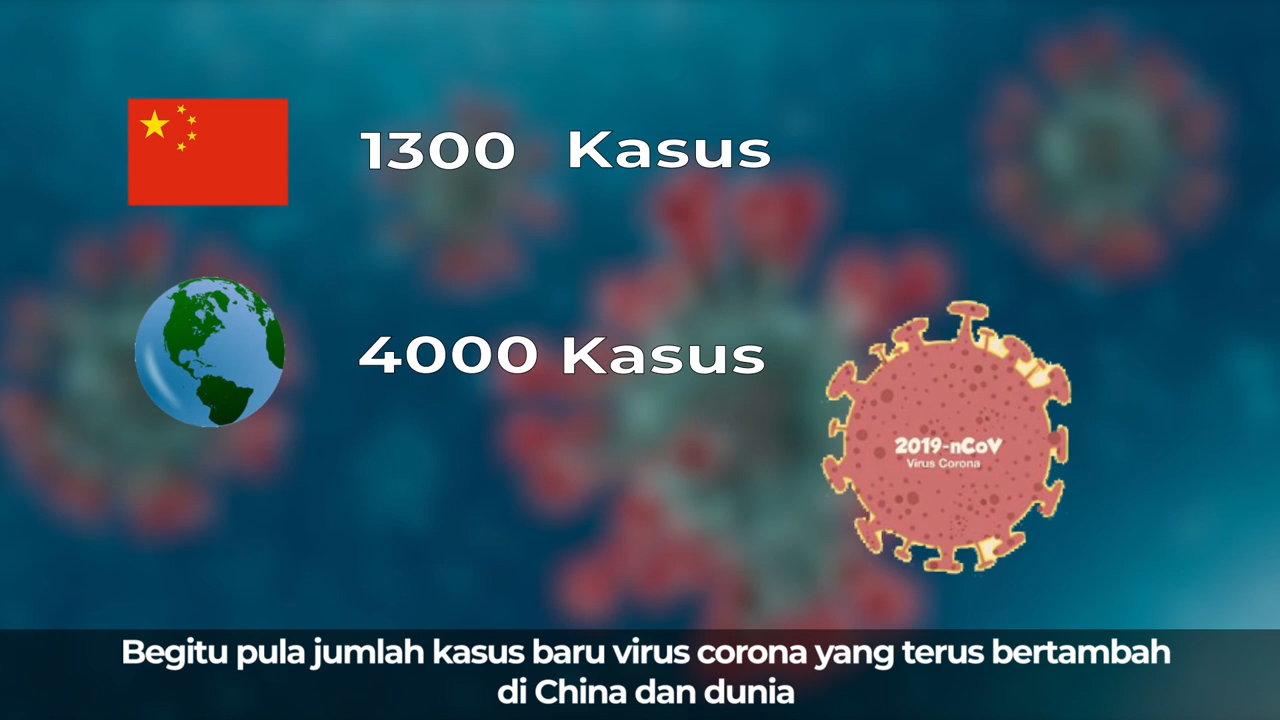 1300 Kasus
4000 Kasus
2019-nCoV
Virus Corona
Begitu pula jumlah kasus baru virus corona yang terus bertambah
di China dan dunia